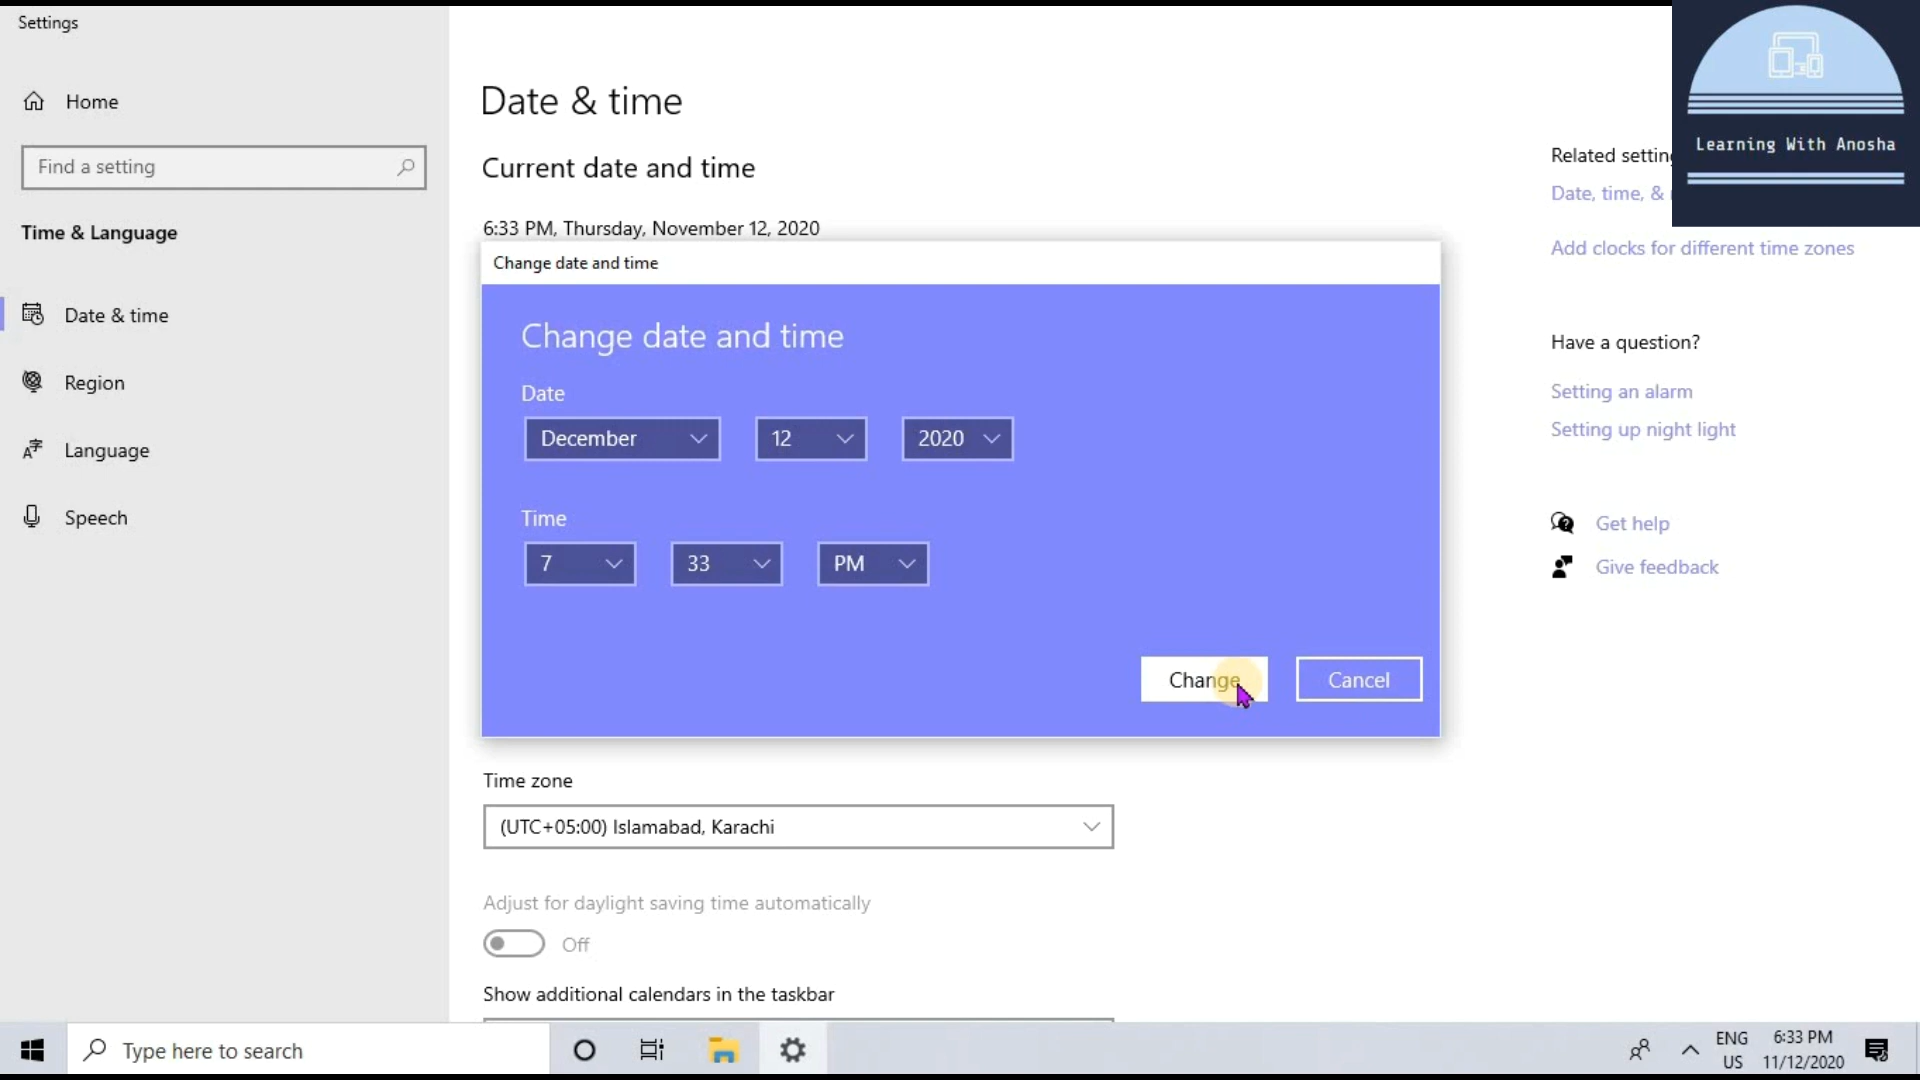 Settings
Home
Find a setting
Time & Language
Date & time
Region
Language
Speech
Date & time
Current date and time
6:33 PM, Thursday, November 12, 2020
Change date and time
Change date and time
Date
December 12 2020
Time
7 33 PM
Change Cancel
Time zone
(UTC+05:00) Islamabad, Karachi
Adjust for daylight saving time automatically
Off
Show additional calendars in the taskbar
Learning With Anosha
Related settin
Date, time, &
Add clocks for different time zones
Have a question?
Setting an alarm
Setting up night light
Get help
Give feedback
Type here to search
ENG
US
6:33 PM
11/12/2020